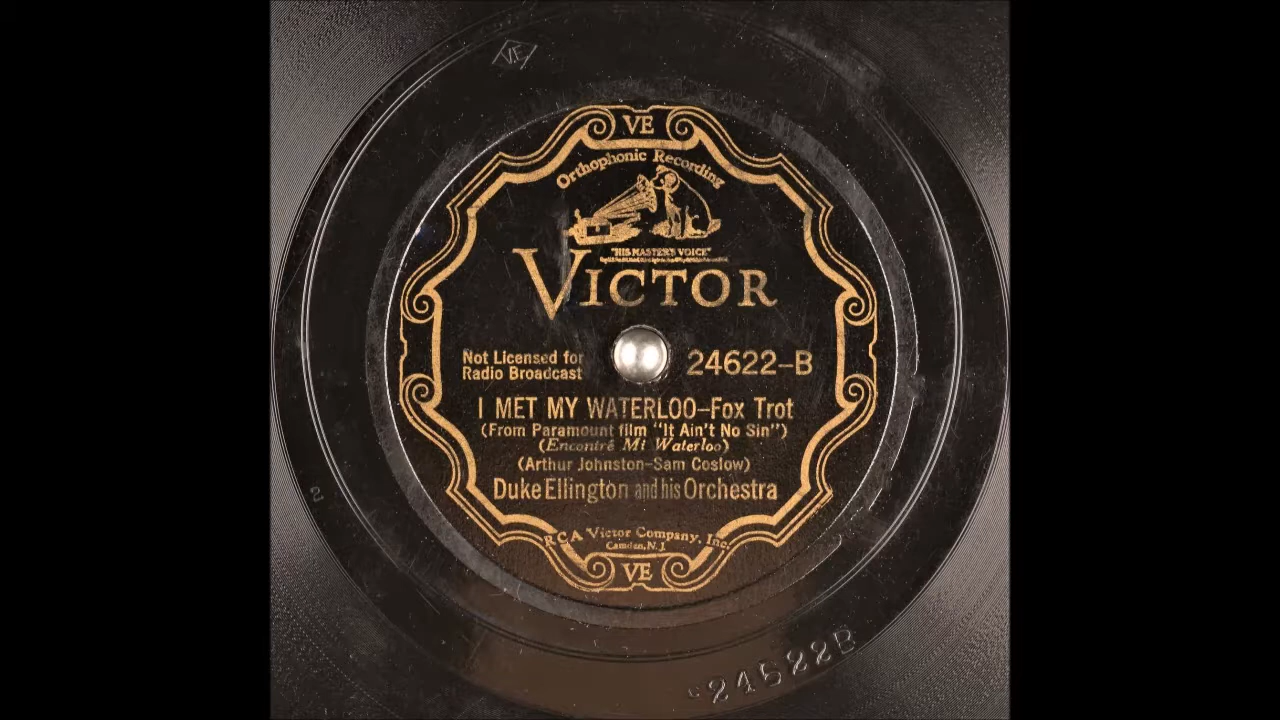 VE
VE
Orthophonic Recording
"HIS MASTER'S VOICE"
VICTOR
Not Licensed for
Radio Broadcast
24622-B
I MET MY WATERLOO-Fox Trot
(From Paramount film "It Ain't No Sin")
(Encontré Mi Waterloo)
(Arthur Johnston-Sam Coslow)
Duke Ellington and his Orchestra
RCA Victor Company, Inc.
Camden, N.J.
VE
2